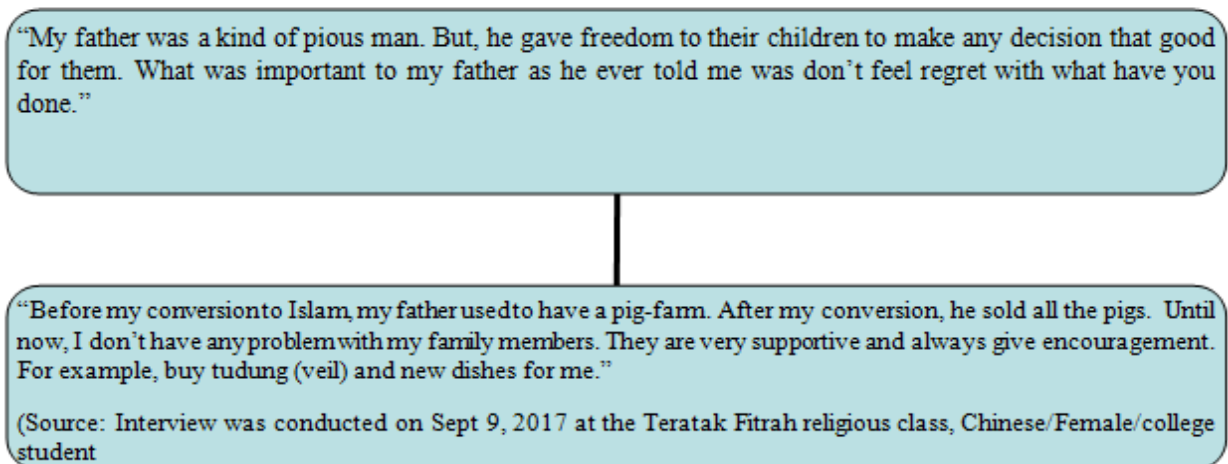 “My father was a kind of pious man. But, he gave freedom to their children to make any decision that good
for them. What was important to my father as he ever told me was don’t feel regret with what have you
done.”
“Before my conversion to Islam, my father used to have a pig-farm. After my conversion, he sold all the pigs. Until
now, I don’t have any problem with my family members. They are very supportive and always give encouragement.
For example, buy tudung (veil) and new dishes for me.”
(Source: Interview was conducted on Sept 9, 2017 at the Teratak Fitrah religious class, Chinese/Female/college
student